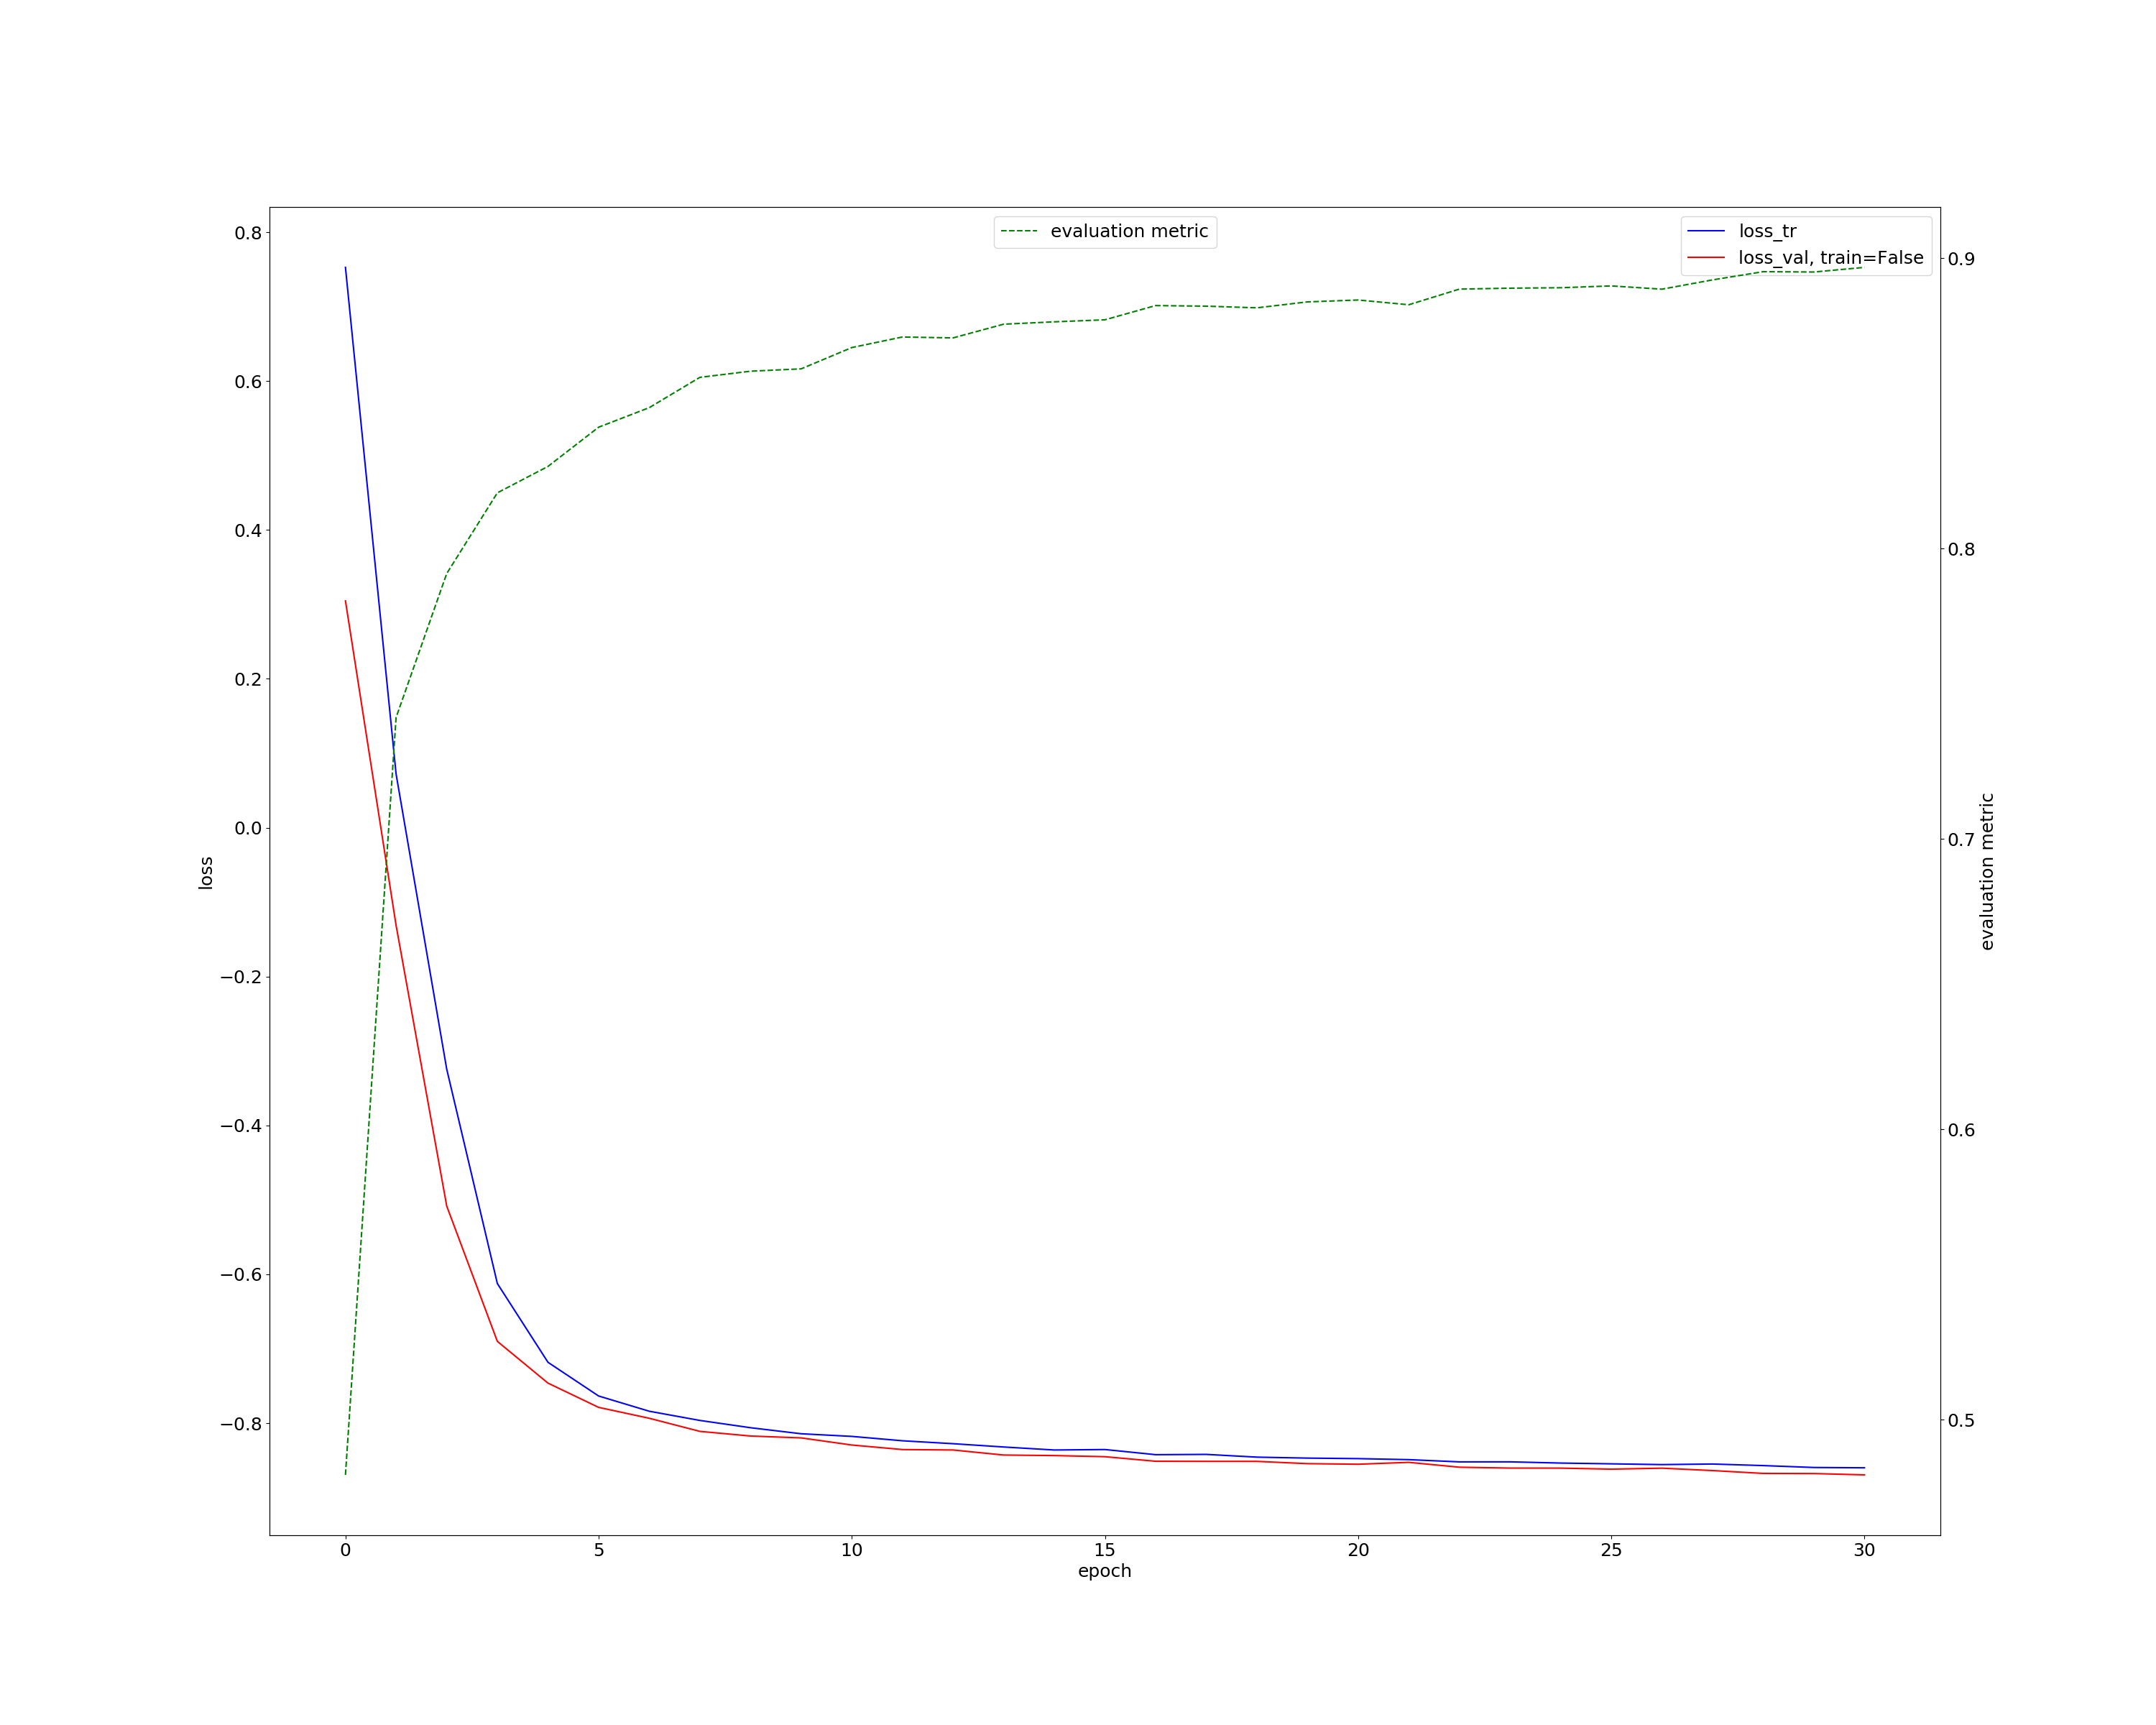 evaluation metric
loss_tr
loss_val, train=False
0.8
0.6
0.4
0.2
0.0
−0.2
−0.4
−0.6
−0.8
loss
0.9
0.8
0.7
0.6
0.5
evaluation metric
0 5 10 15 20 25 30
epoch